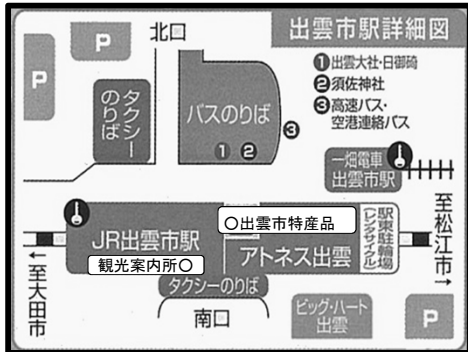 出雲市駅詳細図
北口
P
P
タクシー
のりば
バスのりば
❶
❷
❸
❶出雲大社・日御碕
❷須佐神社
❸高速バス・
空港連絡バス
一畑電車
出雲市駅
JR出雲市駅
観光案内所〇
〇出雲市特産品
アトネス出雲
駅東駐輪場
(レンタサイクル)
タクシーのりば
南口
ビッグ・ハート
出雲
P
←至大田市
至松江市→